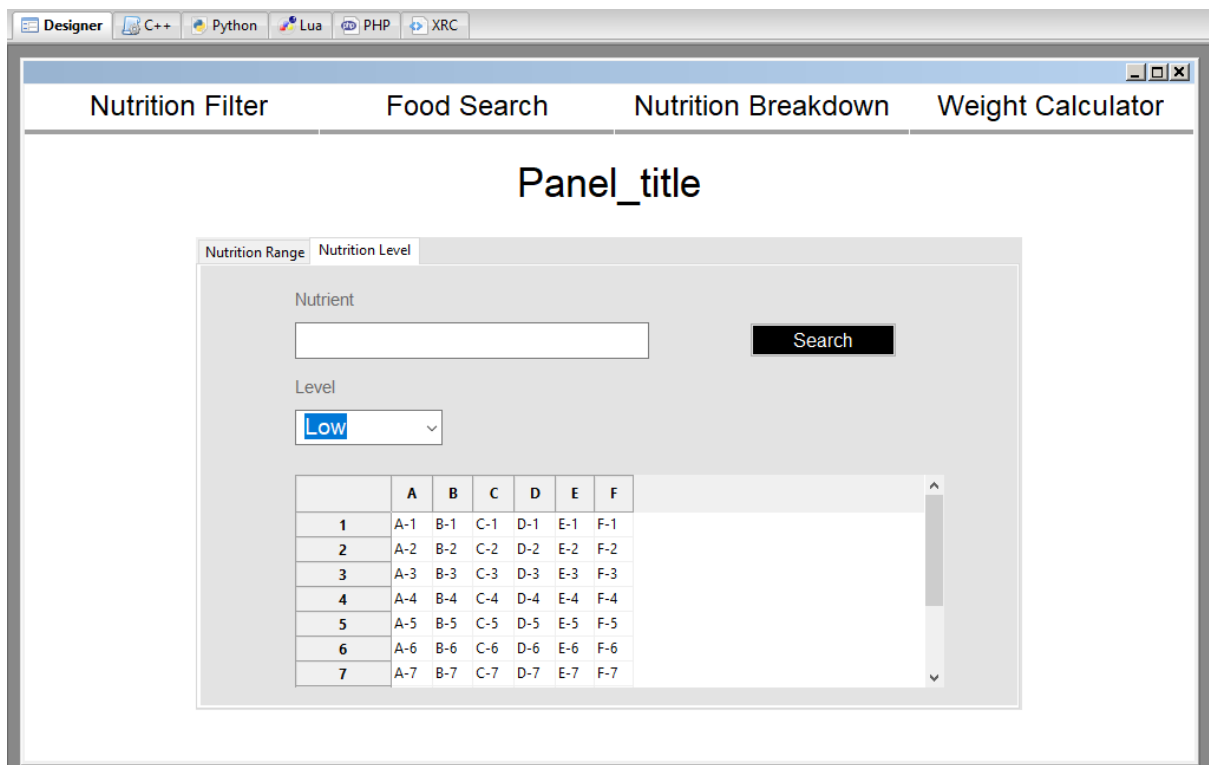 Designer C++ Python Lua PHP XRC
Nutrition Filter Food Search Nutrition Breakdown Weight Calculator
Panel_title
Nutrition Range Nutrition Level
Nutrient
Search
Level
Low
A B C D E F
1 A-1 B-1 C-1 D-1 E-1 F-1
2 A-2 B-2 C-2 D-2 E-2 F-2
3 A-3 B-3 C-3 D-3 E-3 F-3
4 A-4 B-4 C-4 D-4 E-4 F-4
5 A-5 B-5 C-5 D-5 E-5 F-5
6 A-6 B-6 C-6 D-6 E-6 F-6
7 A-7 B-7 C-7 D-7 E-7 F-7